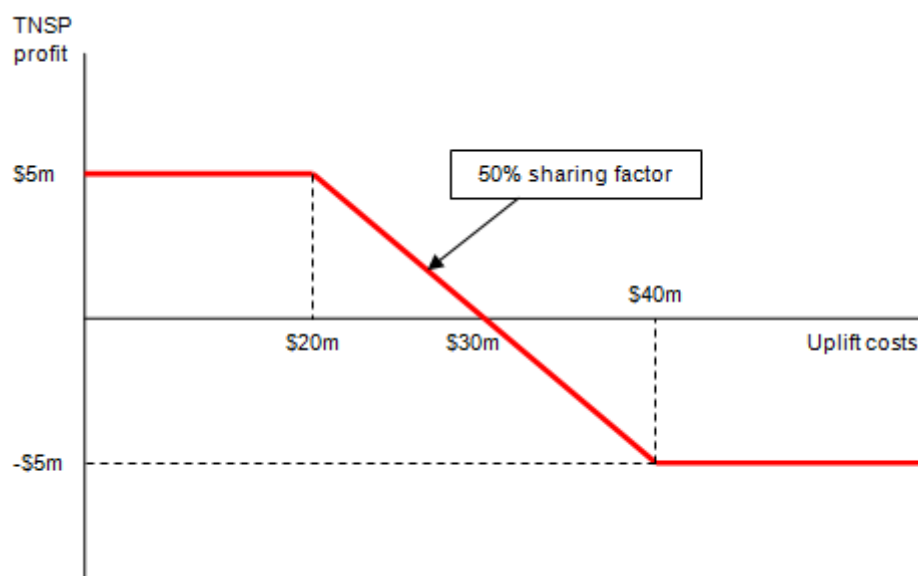 TNSP
profit
$5m
50% sharing factor
$40m
$20m
$30m
Uplift costs
-$5m